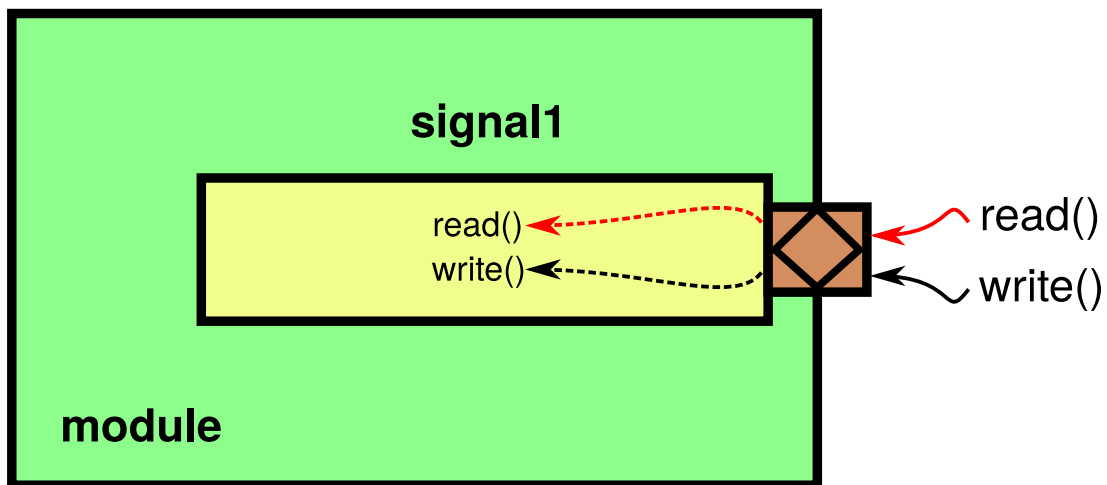 signal1
read()
write()
read()
write()
module